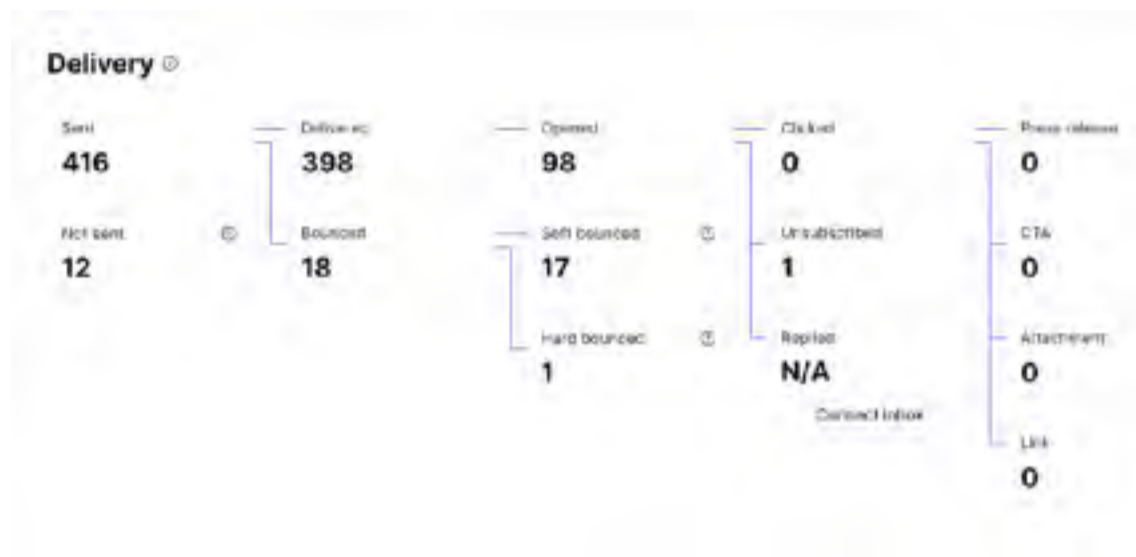 Delivery
Sent Delivered Opened Clicked Press release
416 398 98 0 0
Not sent Bounced Soft bounced Unsubscribed CTA
12 18 17 1 0
Hard bounced Replied Attachment
1 N/A 0
Connect inbox
Link
0